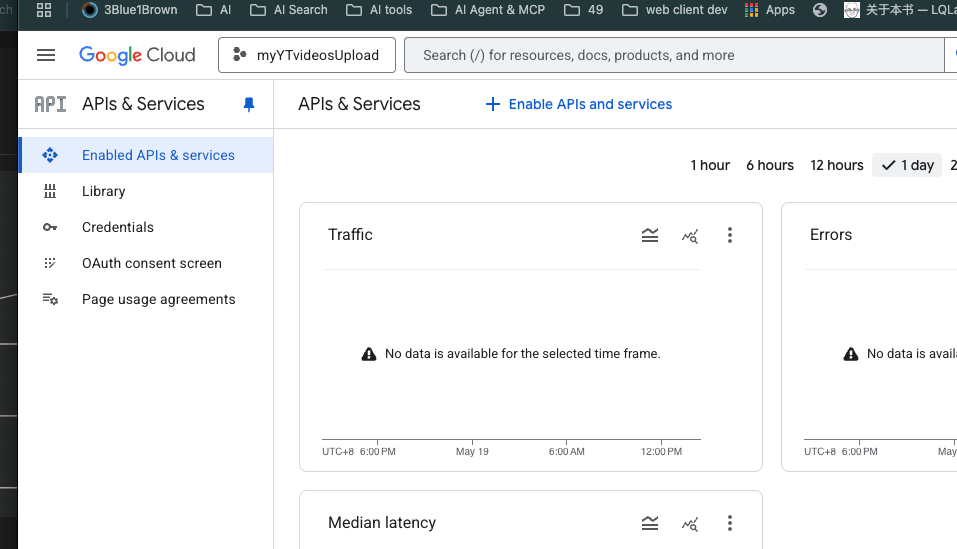 ch
3Blue1Brown
AI
AI Search
AI tools
AI Agent & MCP
49
web client dev
Apps
关于本书 — LQLa
Google Cloud
myYTvideosUpload
Search (/) for resources, docs, products, and more
API
APIs & Services
APIs & Services
Enable APIs and services
Enabled APIs & services
Library
Credentials
OAuth consent screen
Page usage agreements
1 hour 6 hours 12 hours 1 day 2
Traffic
No data is available for the selected time frame.
UTC+8 6:00 PM May 19 6:00 AM 12:00 PM
Errors
No data is avail
UTC+8 6:00 PM May
Median latency